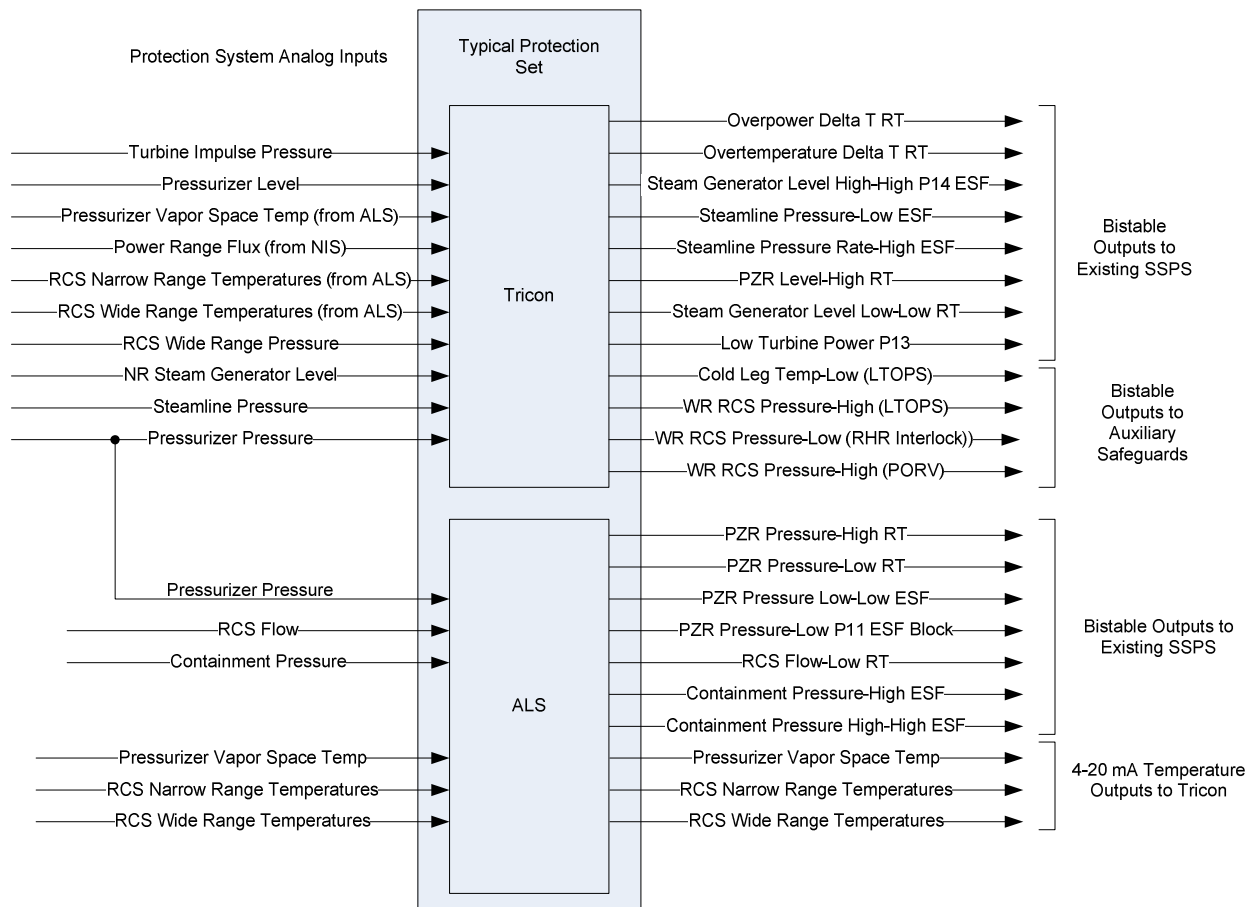 Protection System Analog Inputs
Typical Protection
Set
Turbine Impulse Pressure
Pressurizer Level
Pressurizer Vapor Space Temp (from ALS)
Power Range Flux (from NIS)
RCS Narrow Range Temperatures (from ALS)
RCS Wide Range Temperatures (from ALS)
RCS Wide Range Pressure
NR Steam Generator Level
Steamline Pressure
Pressurizer Pressure
Tricon
Overpower Delta T RT
Overtemperature Delta T RT
Steam Generator Level High-High P14 ESF
Steamline Pressure-Low ESF
Steamline Pressure Rate-High ESF
PZR Level-High RT
Steam Generator Level Low-Low RT
Low Turbine Power P13
Cold Leg Temp-Low (LTOPS)
WR RCS Pressure-High (LTOPS)
WR RCS Pressure-Low (RHR Interlock))
WR RCS Pressure-High (PORV)
Bistable
Outputs to
Existing SSPS
Bistable
Outputs to
Auxiliary
Safeguards
Pressurizer Pressure
RCS Flow
Containment Pressure
Pressurizer Vapor Space Temp
RCS Narrow Range Temperatures
RCS Wide Range Temperatures
ALS
PZR Pressure-High RT
PZR Pressure-Low RT
PZR Pressure Low-Low ESF
PZR Pressure-Low P11 ESF Block
RCS Flow-Low RT
Containment Pressure-High ESF
Containment Pressure High-High ESF
Pressurizer Vapor Space Temp
RCS Narrow Range Temperatures
RCS Wide Range Temperatures
Bistable Outputs to
Existing SSPS
4-20 mA Temperature
Outputs to Tricon